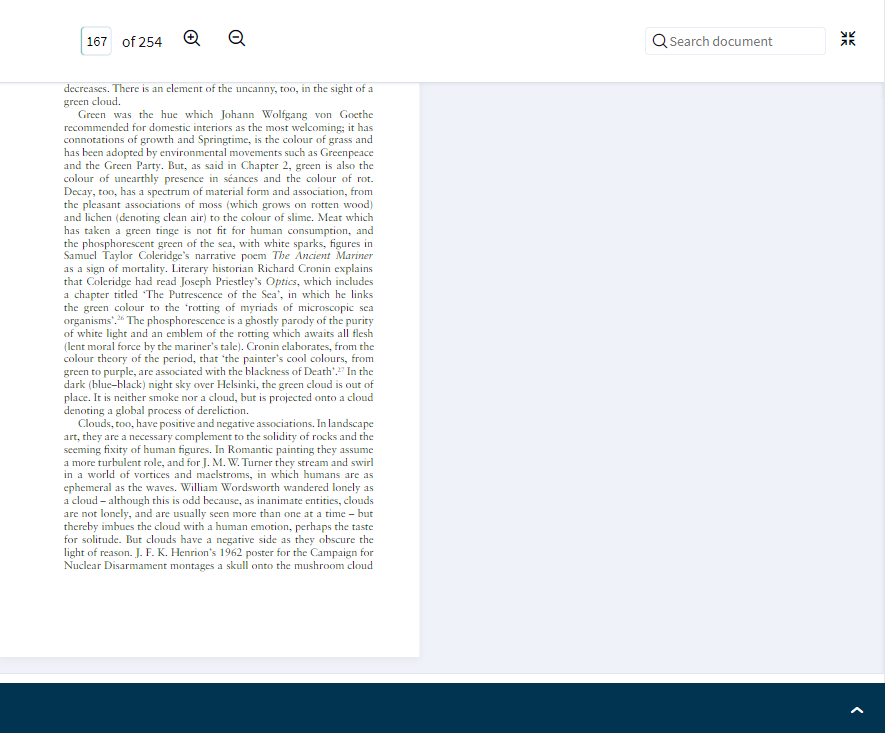 167 of 254
Search document
decreases. There is an element of the uncanny, too, in the sight of a
green cloud.
Green was the hue which Johann Wolfgang von Goethe
recommended for domestic interiors as the most welcoming; it has
connotations of growth and Springtime, is the colour of grass and
has been adopted by environmental movements such as Greenpeace
and the Green Party. But, as said in Chapter 2, green is also the
colour of unearthly presence in séances and the colour of rot.
Decay, too, has a spectrum of material form and association, from
the pleasant associations of moss (which grows on rotten wood)
and lichen (denoting clean air) to the colour of slime. Meat which
has taken a green tinge is not fit for human consumption, and
the phosphorescent green of the sea, with white sparks, figures in
Samuel Taylor Coleridge's narrative poem The Ancient Mariner
as a sign of mortality. Literary historian Richard Cronin explains
that Coleridge had read Joseph Priestley's Optics, which includes
a chapter titled 'The Putrescence of the Sea', in which he links
the green colour to the 'rotting of myriads of microscopic sea
organisms'.26 The phosphorescence is a ghostly parody of the purity
of white light and an emblem of the rotting which awaits all flesh
(lent moral force by the mariner's tale). Cronin elaborates, from the
colour theory of the period, that 'the painter's cool colours, from
green to purple, are associated with the blackness of Death'.27 In the
dark (blue–black) night sky over Helsinki, the green cloud is out of
place. It is neither smoke nor a cloud, but is projected onto a cloud
denoting a global process of dereliction.
Clouds, too, have positive and negative associations. In landscape
art, they are a necessary complement to the solidity of rocks and the
seeming fixity of human figures. In Romantic painting they assume
a more turbulent role, and for J. M. W. Turner they stream and swirl
in a world of vortices and maelstroms, in which humans are as
ephemeral as the waves. William Wordsworth wandered lonely as
a cloud – although this is odd because, as inanimate entities, clouds
are not lonely, and are usually seen more than one at a time – but
thereby imbues the cloud with a human emotion, perhaps the taste
for solitude. But clouds have a negative side as they obscure the
light of reason. J. F. K. Henrion's 1962 poster for the Campaign for
Nuclear Disarmament montages a skull onto the mushroom cloud